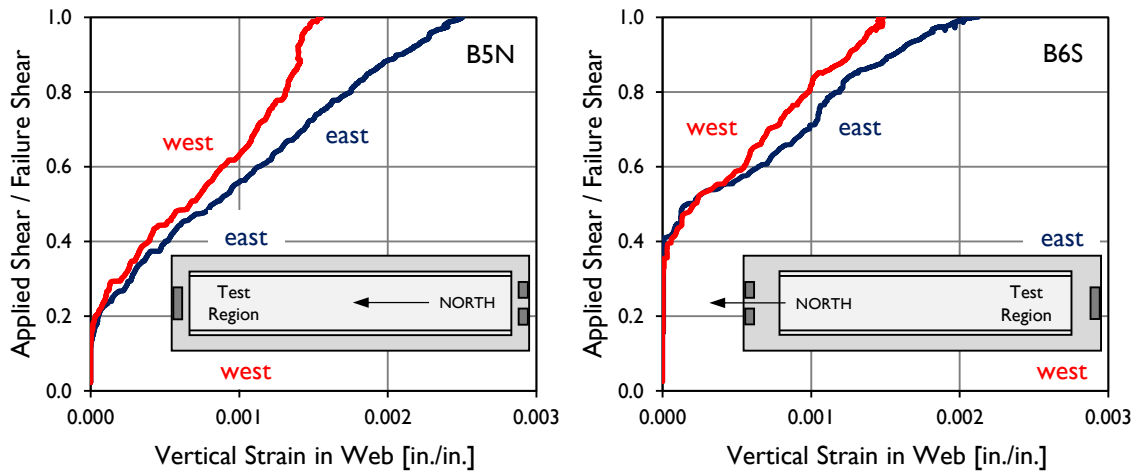 Applied Shear / Failure Shear
1.0
0.8
0.6
0.4
0.2
0.0
B5N
west
east
east
Test
Region
NORTH
west
0.000
0.001
0.002
0.003
Vertical Strain in Web [in./in.]
Applied Shear / Failure Shear
1.0
0.8
0.6
0.4
0.2
0.0
B6S
west
east
east
NORTH
Test
Region
west
0.000
0.001
0.002
0.003
Vertical Strain in Web [in./in.]